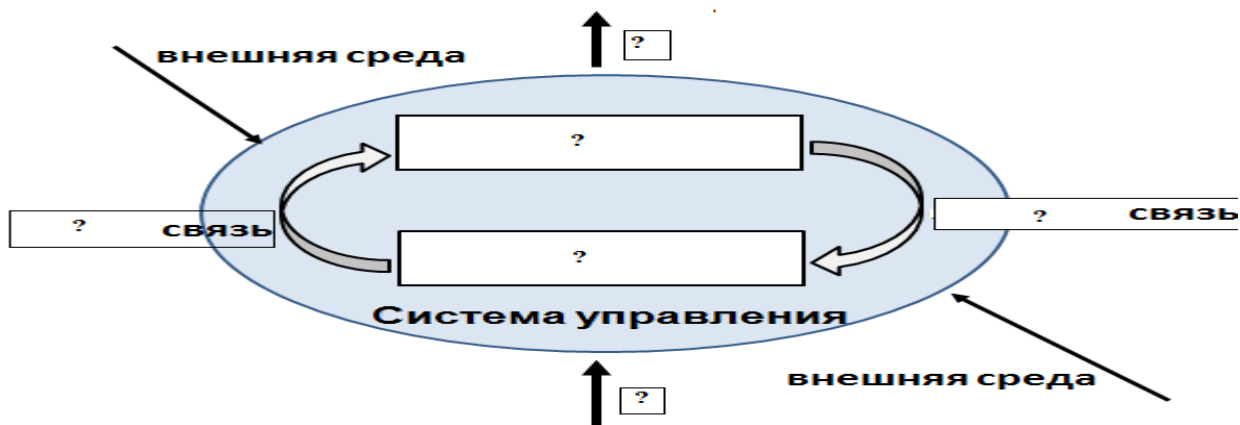 ?
внешняя среда
?
? связь
? связь
?
Система управления
внешняя среда
?